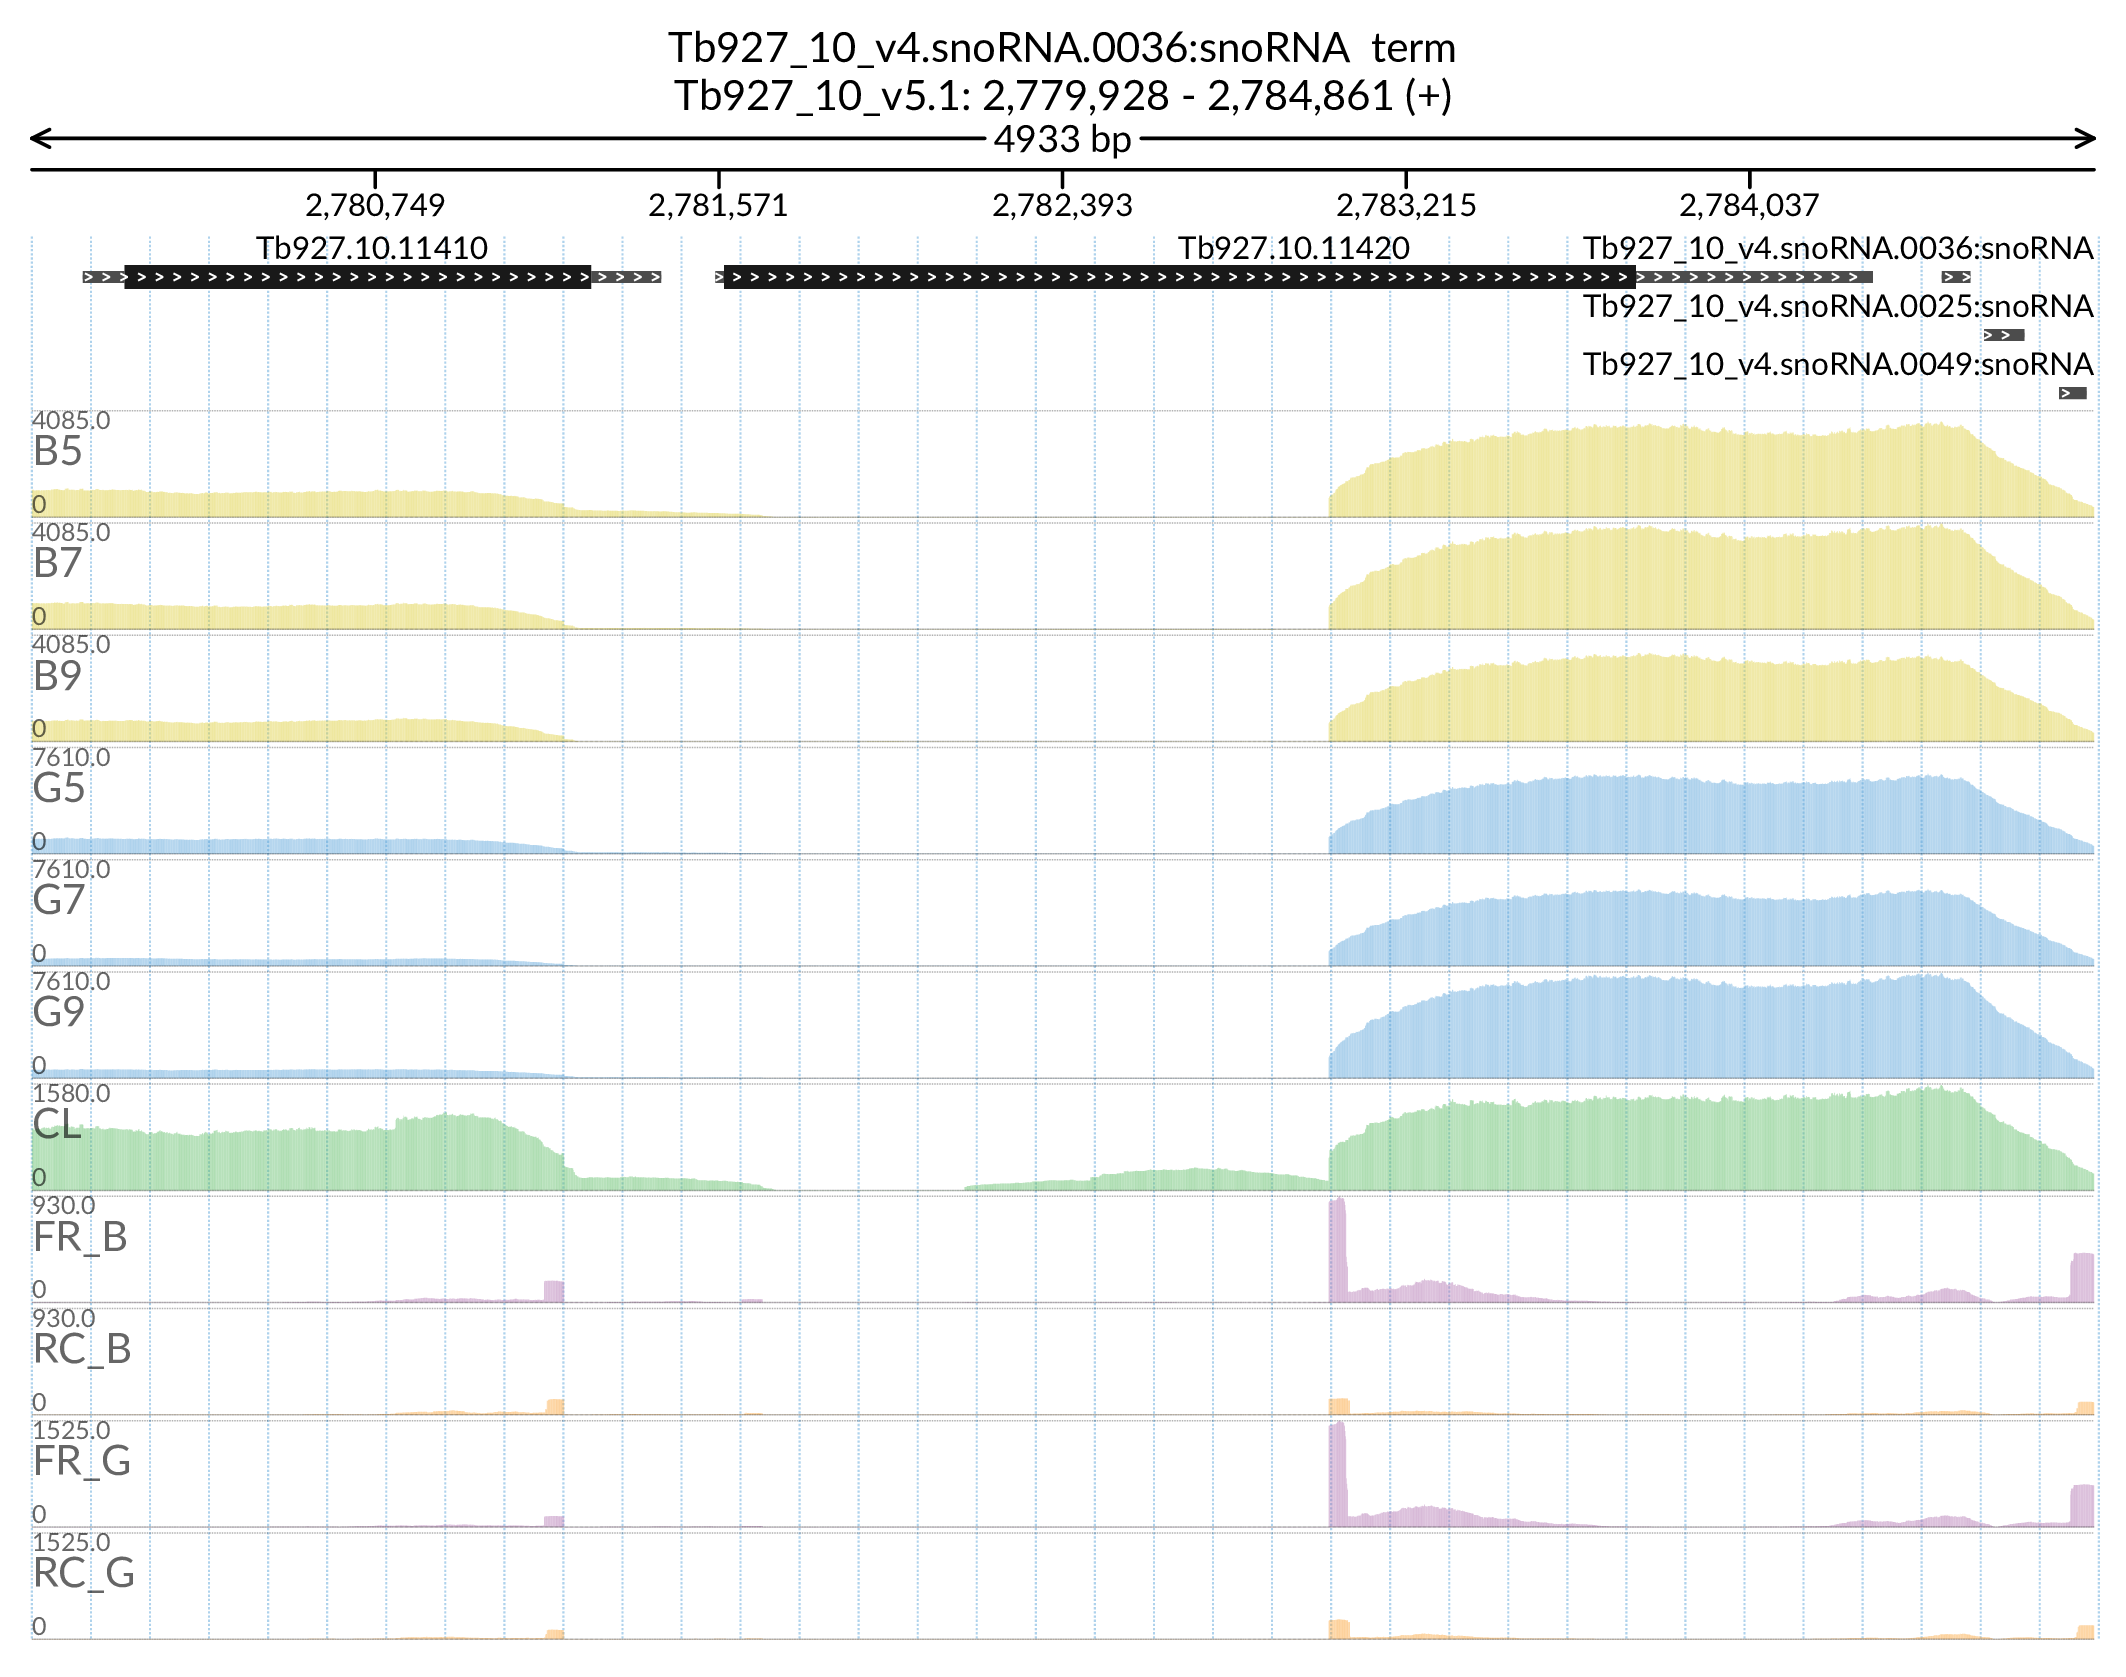 Tb927_10_v4.snoRNA.0036:snoRNA term
Tb927_10_v5.1: 2,779,928 - 2,784,861 (+)
4933 bp
2,780,749 2,781,571 2,782,393 2,783,215 2,784,037
Tb927.10.11410 Tb927.10.11420 Tb927_10_v4.snoRNA.0036:snoRNA
Tb927_10_v4.snoRNA.0025:snoRNA
Tb927_10_v4.snoRNA.0049:snoRNA
4085.0
B5
0
4085.0
B7
0
4085.0
B9
0
7610.0
G5
0
7610.0
G7
0
7610.0
G9
0
1580.0
CL
0
930.0
FR_B
0
930.0
RC_B
0
1525.0
FR_G
0
1525.0
RC_G
0